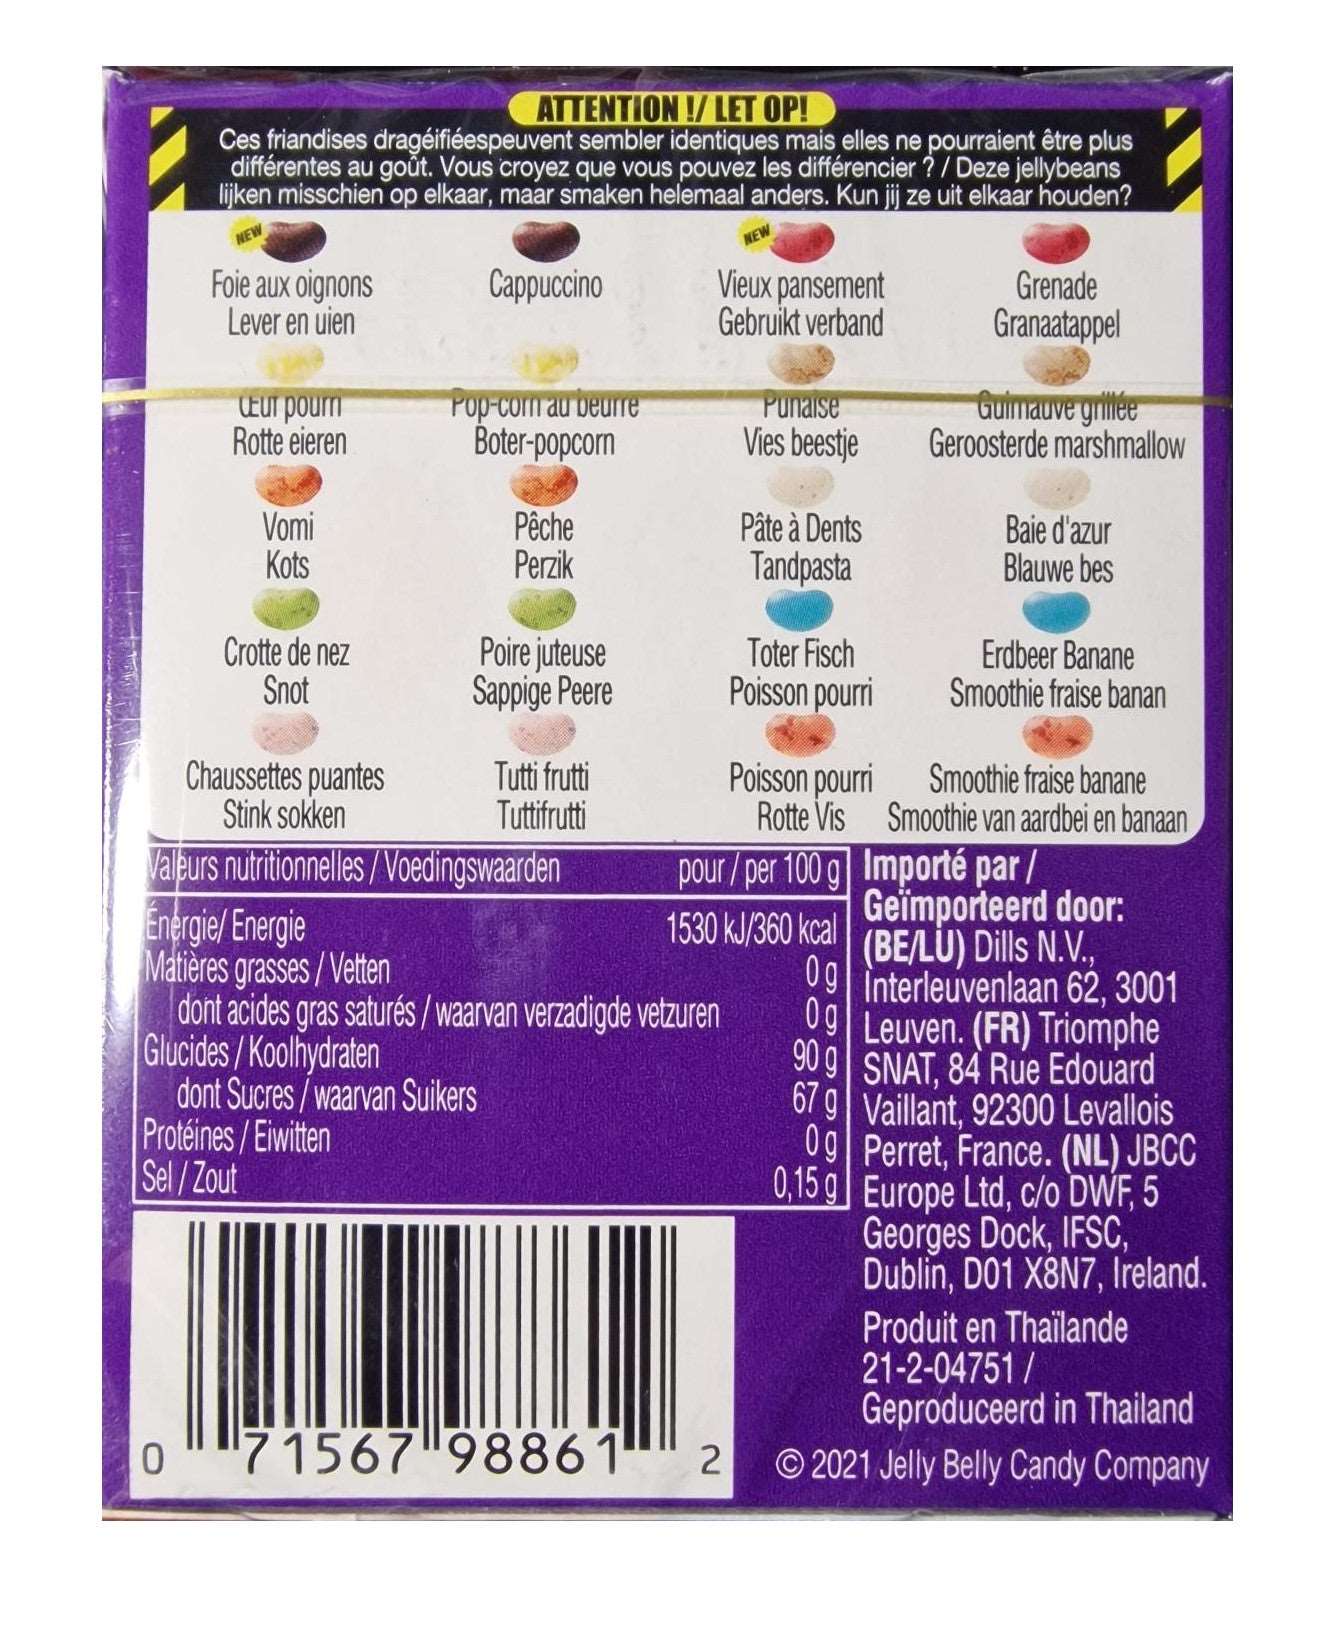 ATTENTION !/ LET OP!
Ces friandises dragéifiéespeuvent sembler identiques mais elles ne pourraient être plus
différentes au goût. Vous croyez que vous pouvez les différencier ? / Deze jellybeans
lijken misschien op elkaar, maar smaken helemaal anders. Kun jij ze uit elkaar houden?
NEW NEW
Foie aux oignons Cappuccino Vieux pansement Grenade
Lever en uien Gebruikt verband Granaatappel
Œuf pourri Pop-corn au beurre Punaise Guimauve grillée
Rotte eieren Boter-popcorn Vies beestje Geroosterde marshmallow
Vomi Pêche Pâte à Dents Baie d'azur
Kots Perzik Tandpasta Blauwe bes
Crotte de nez Poire juteuse Toter Fisch Erdbeer Banane
Snot Sappige Peere Poisson pourri Smoothie fraise banan
Chaussettes puantes Tutti frutti Poisson pourri Smoothie fraise banane
Stink sokken Tuttifrutti Rotte Vis Smoothie van aardbei en banaan
Valeurs nutritionnelles / Voedingswaarden pour / per 100 g
Énergie/ Energie 1530 kJ/360 kcal
Matières grasses / Vetten 0 g
dont acides gras saturés / waarvan verzadigde vetzuren 0 g
Glucides / Koolhydraten 90 g
dont Sucres / waarvan Suikers 67 g
Protéines / Eiwitten 0 g
Sel / Zout 0,15 g
Importé par /
Geïmporteerd door:
(BE/LU) Dills N.V.,
Interleuvenlaan 62, 3001
Leuven. (FR) Triomphe
SNAT, 84 Rue Edouard
Vaillant, 92300 Levallois
Perret, France. (NL) JBCC
Europe Ltd, c/o DWF, 5
Georges Dock, IFSC,
Dublin, D01 X8N7, Ireland.
Produit en Thaïlande
21-2-04751 /
Geproduceerd in Thailand
© 2021 Jelly Belly Candy Company
0 71567 98861 2